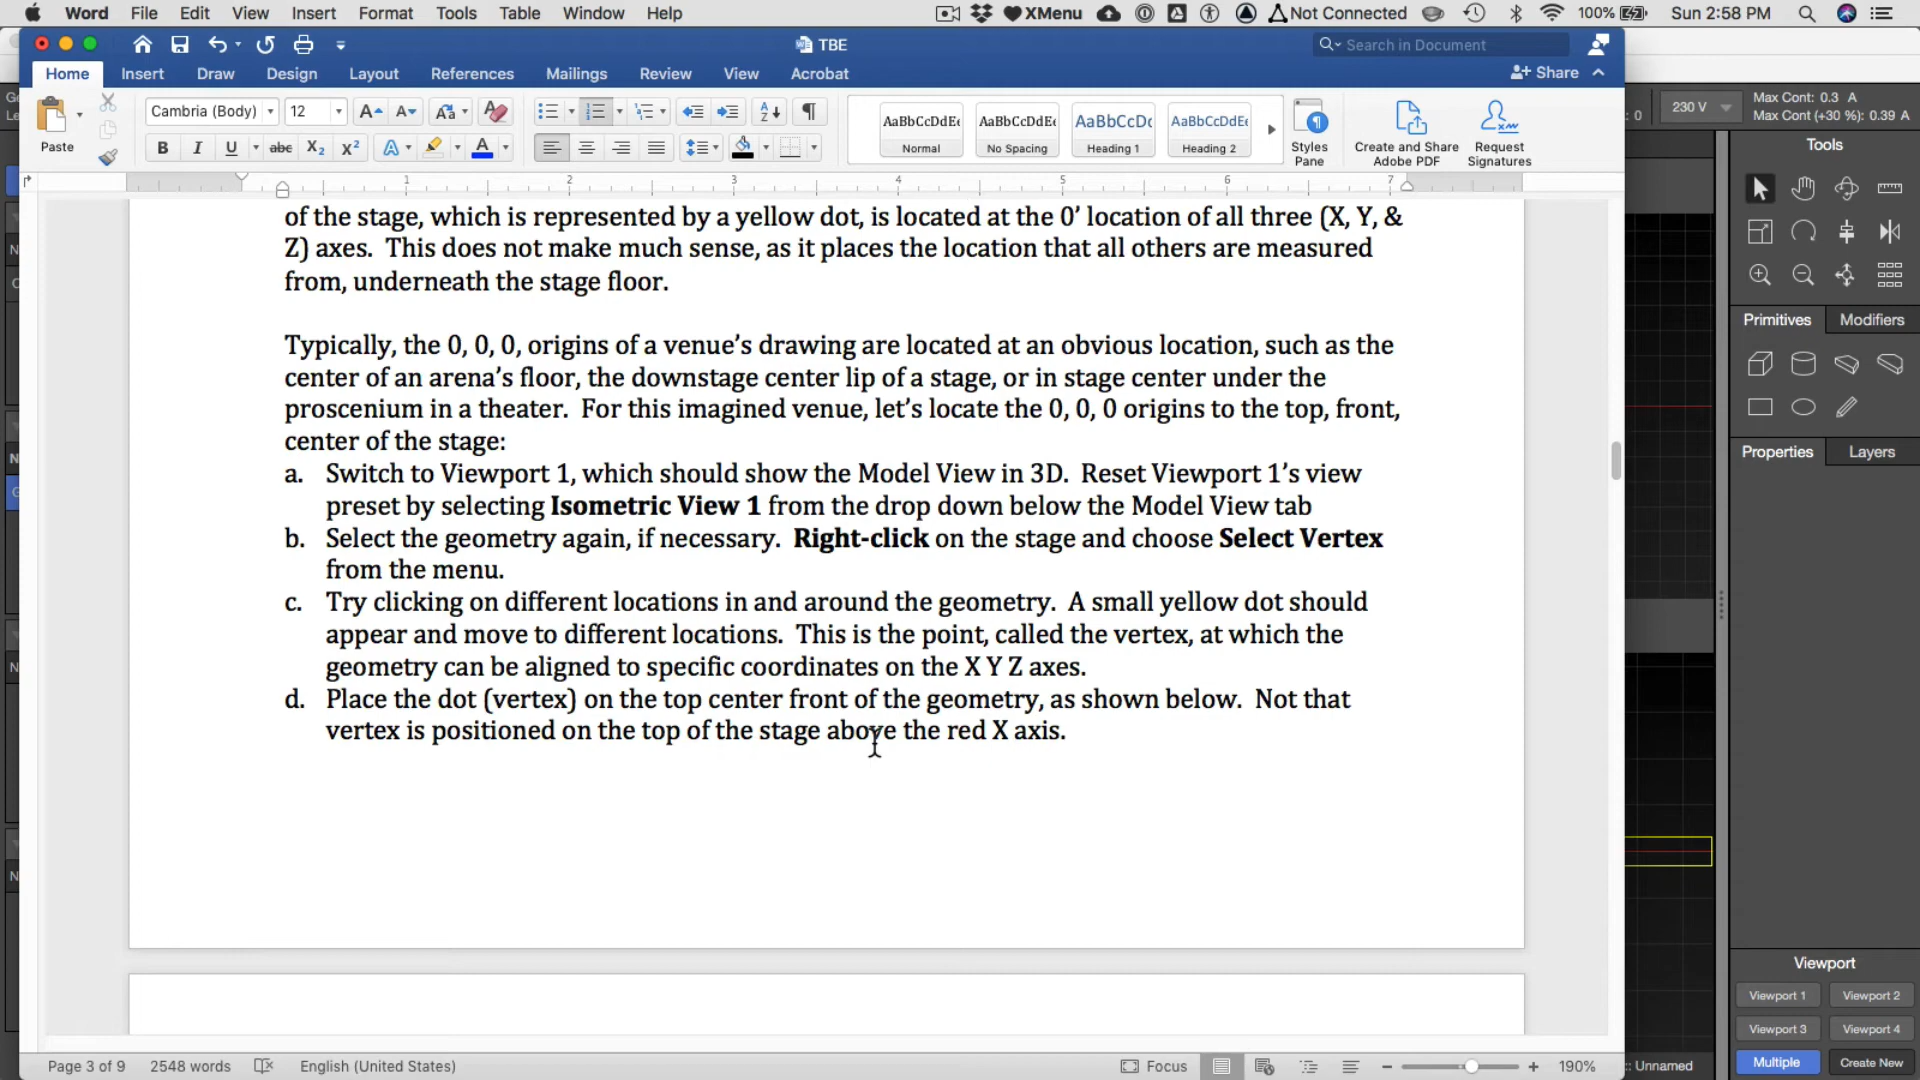 Word File Edit View Insert Format Tools Table Window Help XMenu Not Connected 100% Sun 2:58 PM
TBE Search in Document
Home Insert Draw Design Layout References Mailings Review View Acrobat Share
Paste Cambria (Body) 12 AaBbCcDdEe AaBbCcDdEe AaBbCcDc AaBbCcDdEe
Normal No Spacing Heading 1 Heading 2 Styles Pane Create and Share Adobe PDF Request Signatures
: 0 230 V Max Cont: 0.3 A
Max Cont (+30 %): 0.39 A
1 2 3 4 5 6 7
of the stage, which is represented by a yellow dot, is located at the 0’ location of all three (X, Y, &
Z) axes. This does not make much sense, as it places the location that all others are measured
from, underneath the stage floor.
Typically, the 0, 0, 0, origins of a venue’s drawing are located at an obvious location, such as the
center of an arena’s floor, the downstage center lip of a stage, or in stage center under the
proscenium in a theater. For this imagined venue, let’s locate the 0, 0, 0 origins to the top, front,
center of the stage:
a. Switch to Viewport 1, which should show the Model View in 3D. Reset Viewport 1’s view
preset by selecting Isometric View 1 from the drop down below the Model View tab
b. Select the geometry again, if necessary. Right-click on the stage and choose Select Vertex
from the menu.
c. Try clicking on different locations in and around the geometry. A small yellow dot should
appear and move to different locations. This is the point, called the vertex, at which the
geometry can be aligned to specific coordinates on the X Y Z axes.
d. Place the dot (vertex) on the top center front of the geometry, as shown below. Not that
vertex is positioned on the top of the stage above the red X axis.
Page 3 of 9 2548 words English (United States) Focus 190%
Tools
Primitives Modifiers
Properties Layers
Viewport
Viewport 1 Viewport 2
Viewport 3 Viewport 4
Multiple Create New
: Unnamed